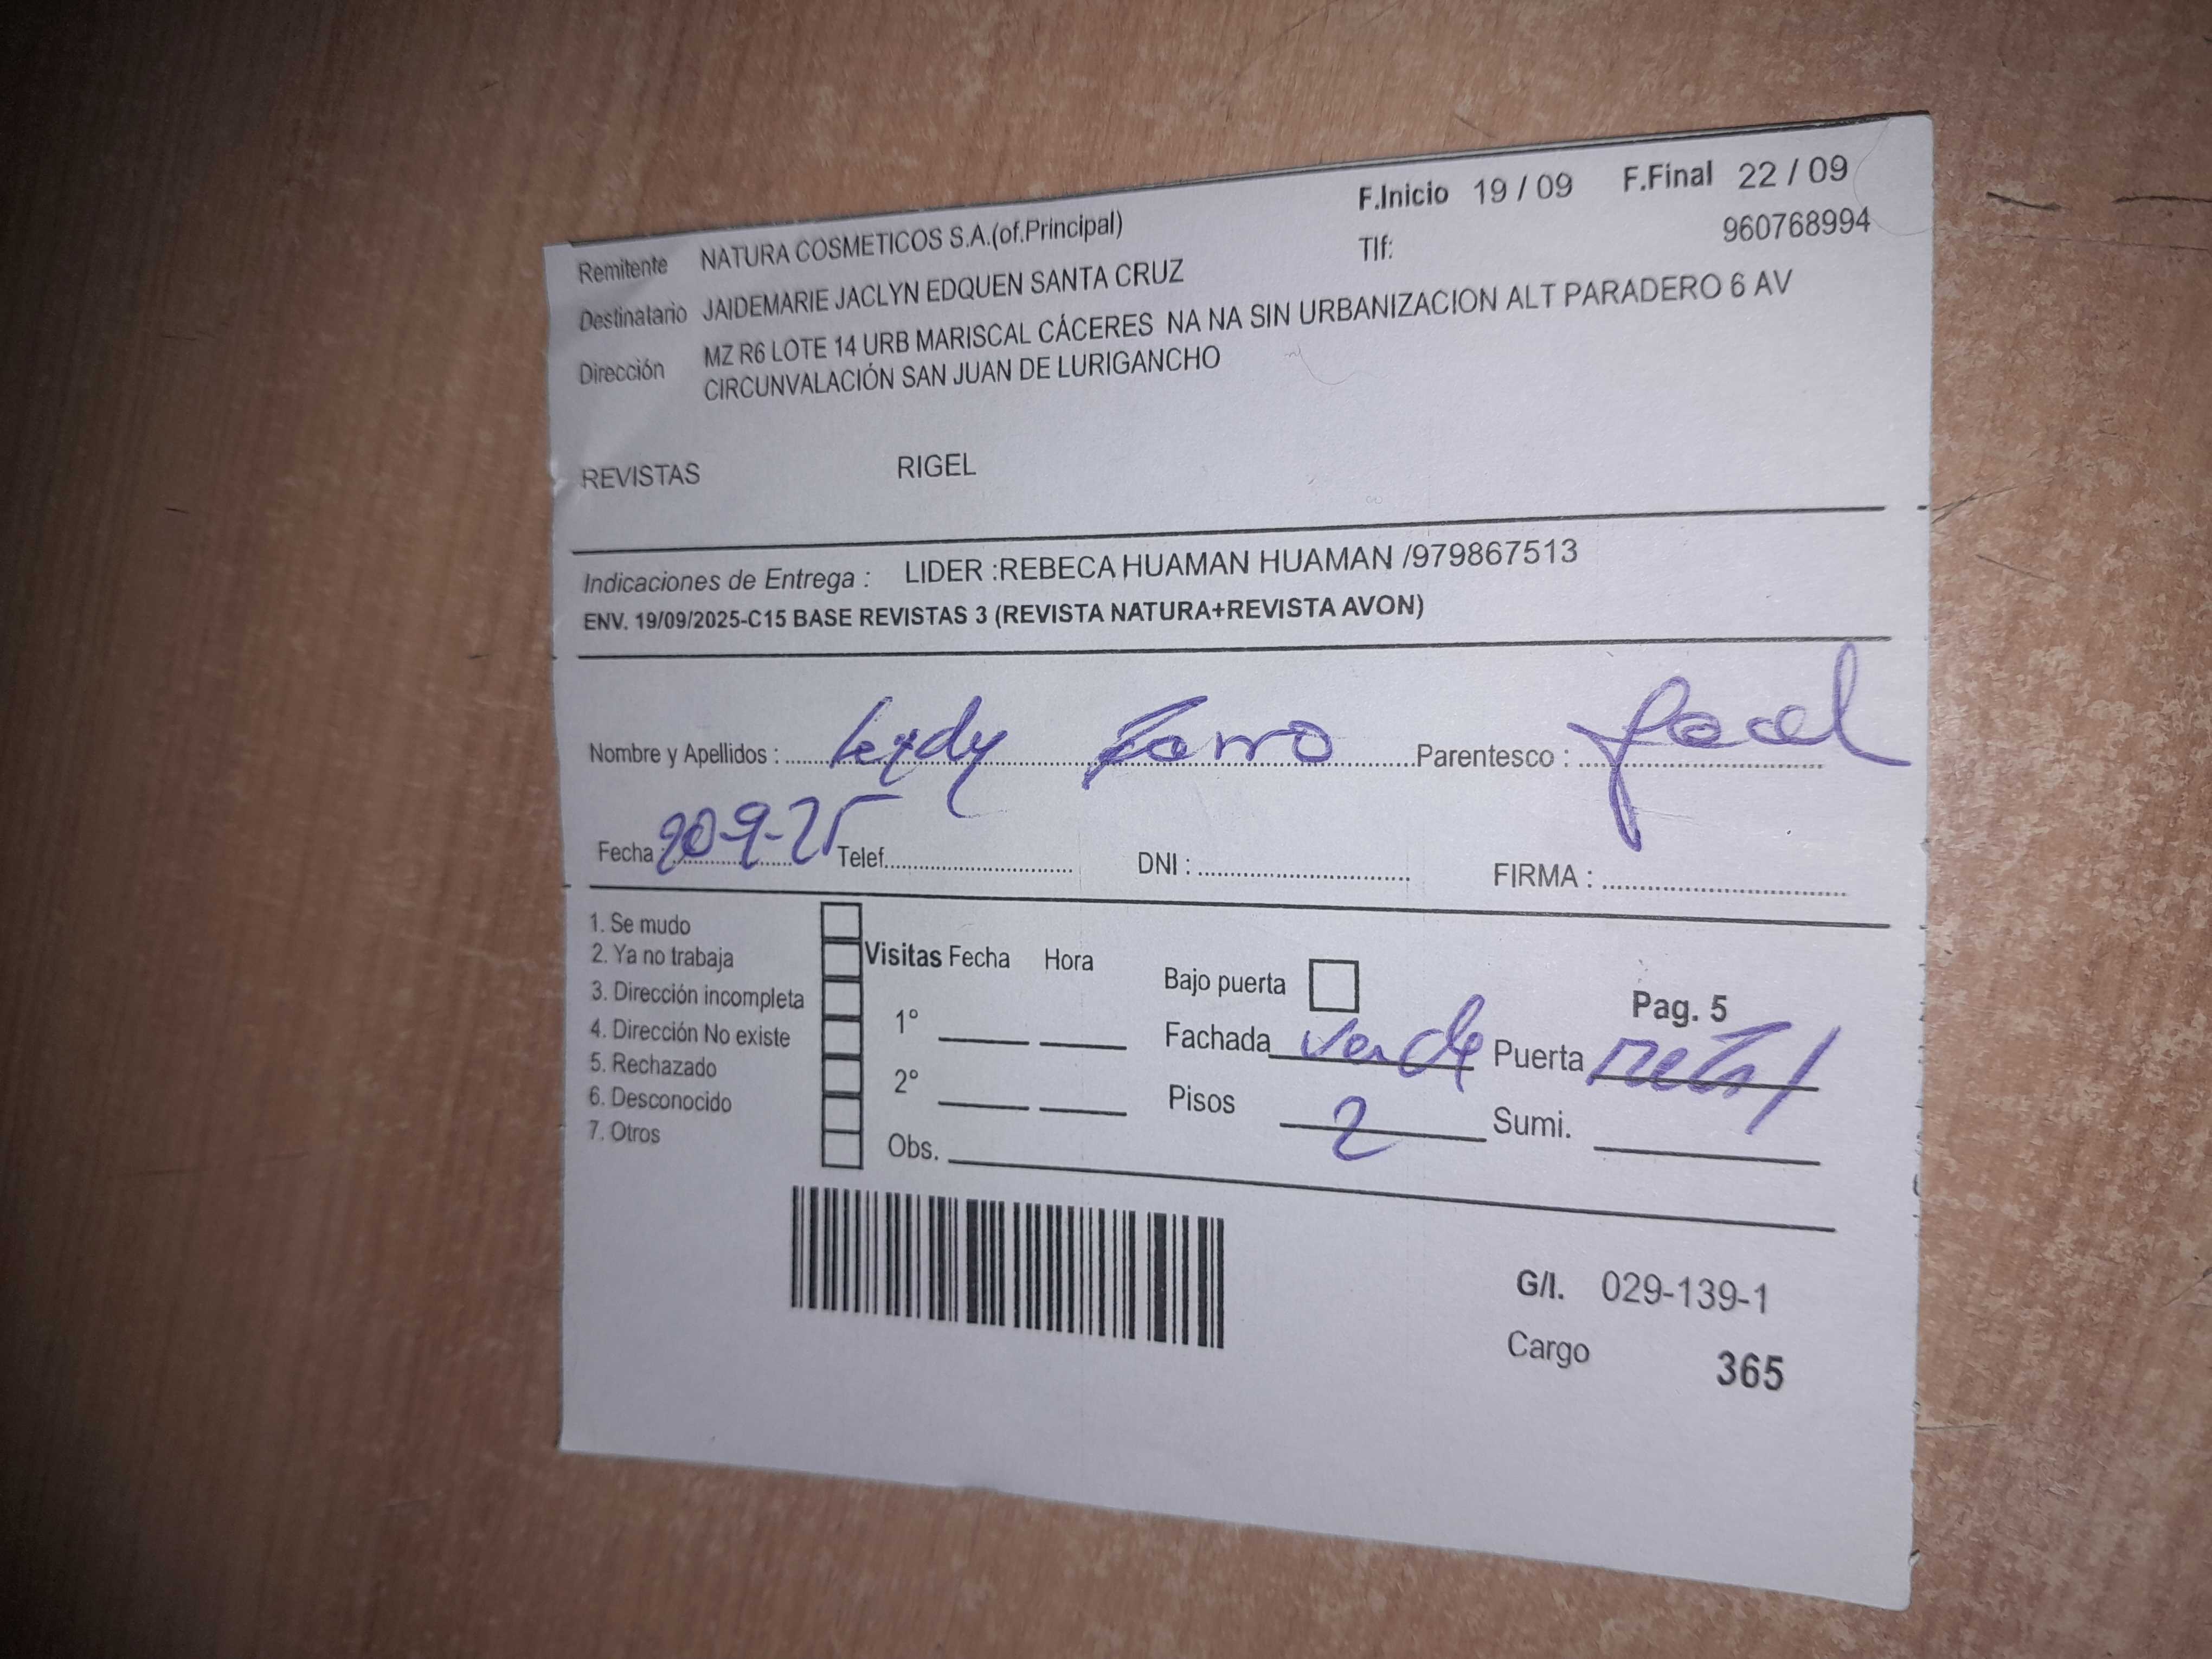 F.Inicio 19 / 09 F.Final 22 / 09
Remitente NATURA COSMETICOS S.A.(of.Principal) Tlf: 960768994
Destinatario JAIDEMARIE JACLYN EDQUEN SANTA CRUZ
Dirección MZ R6 LOTE 14 URB MARISCAL CÁCERES NA NA SIN URBANIZACION ALT PARADERO 6 AV
CIRCUNVALACIÓN SAN JUAN DE LURIGANCHO
REVISTAS RIGEL
Indicaciones de Entrega : LIDER :REBECA HUAMAN HUAMAN /979867513
ENV. 19/09/2025-C15 BASE REVISTAS 3 (REVISTA NATURA+REVISTA AVON)
Nombre y Apellidos : Parentesco :
Fecha : 20-9-25 Telef. DNI : FIRMA :
1. Se mudo
2. Ya no trabaja
3. Dirección incompleta
4. Dirección No existe
5. Rechazado
6. Desconocido
7. Otros
Visitas Fecha Hora
1°
2°
Obs.
Bajo puerta Pag. 5
Fachada verde Puerta metal
Pisos 2 Sumi.
G/I. 029-139-1
Cargo 365